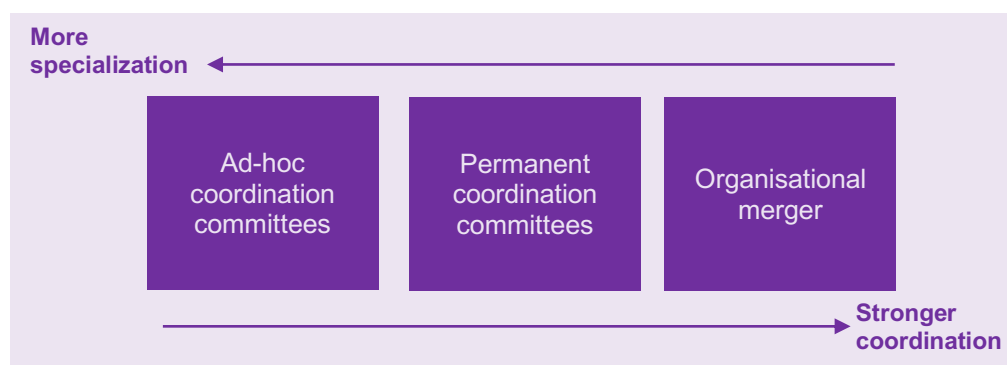 More
specialization
Ad-hoc
coordination
committees
Permanent
coordination
committees
Organisational
merger
Stronger
coordination